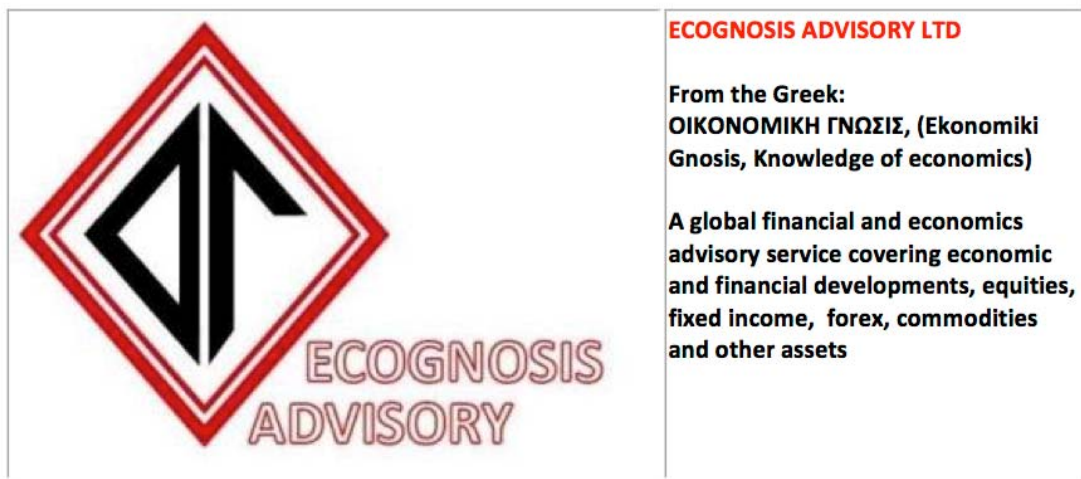 ECOGNOSIS
ADVISORY
ECOGNOSIS ADVISORY LTD
From the Greek:
ΟΙΚΟΝΟΜΙΚΗ ΓΝΩΣΙΣ, (Ekonomiki
Gnosis, Knowledge of economics)
A global financial and economics
advisory service covering economic
and financial developments, equities,
fixed income, forex, commodities
and other assets